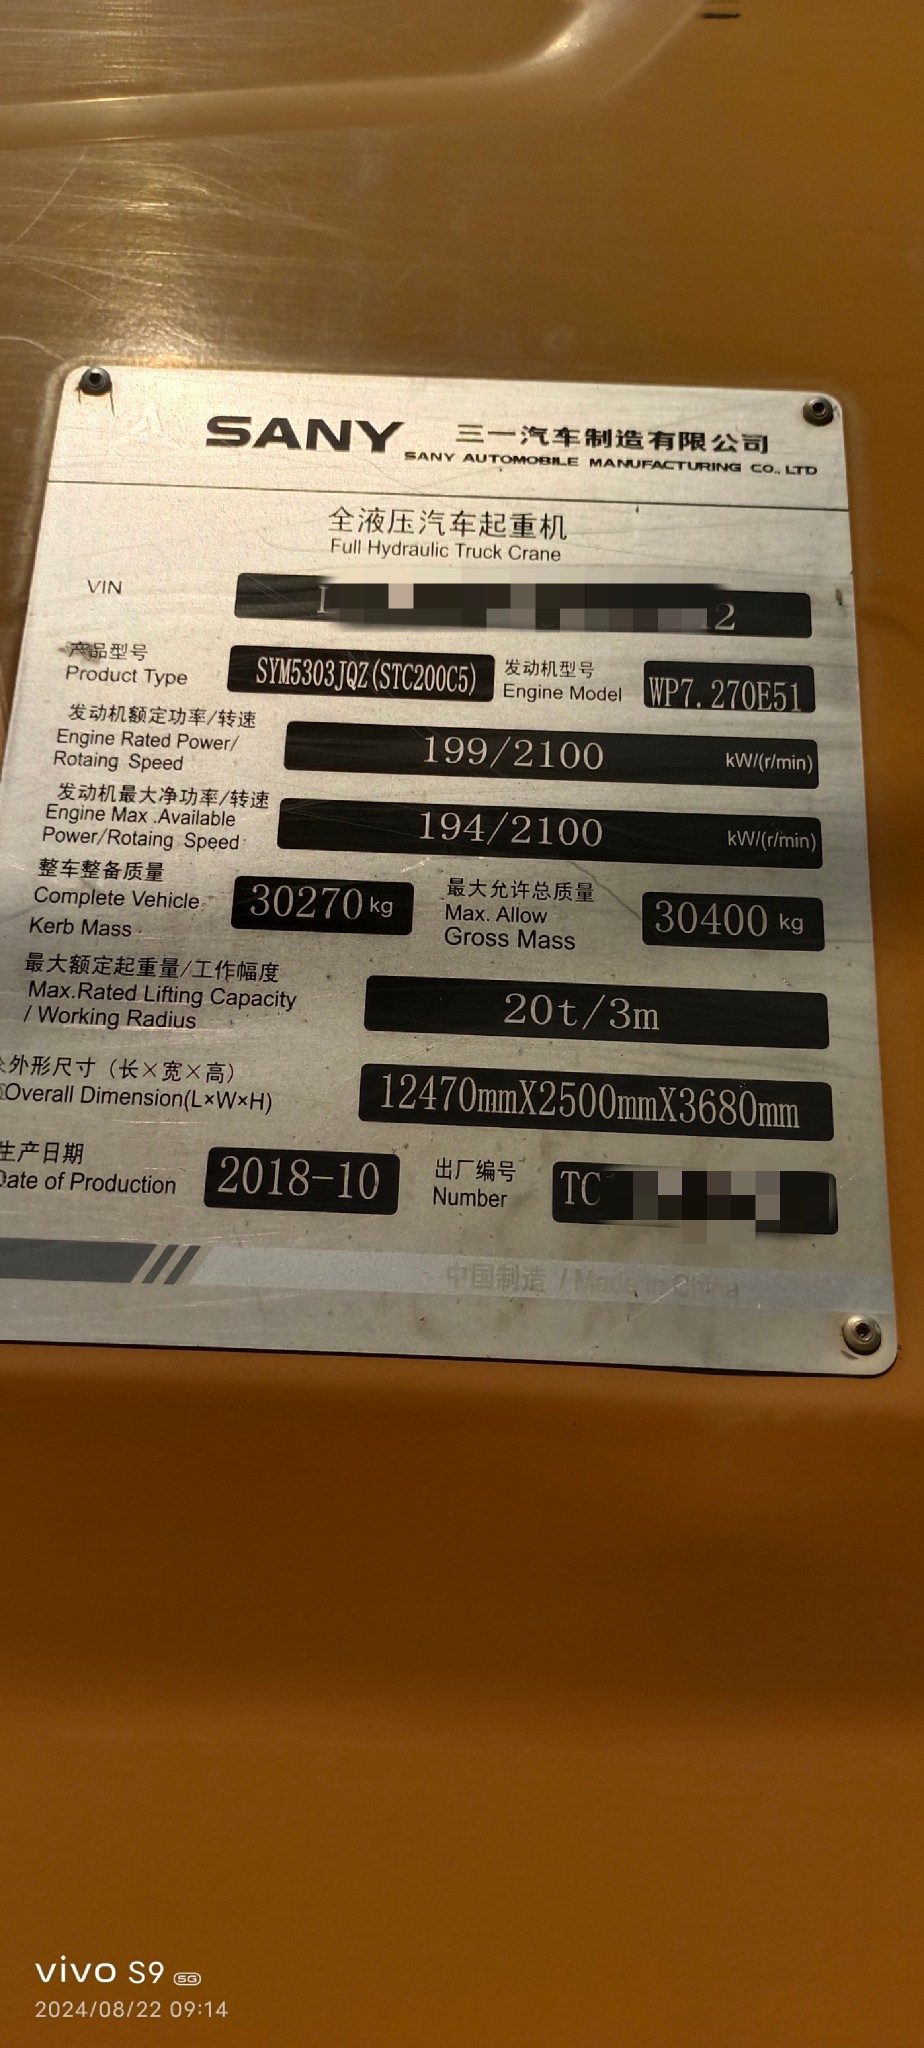 SANY 三一汽车制造有限公司
SANY AUTOMOBILE MANUFACTURING CO., LTD
全液压汽车起重机
Full Hydraulic Truck Crane
VIN
2
产品型号
Product Type SYM5303JQZ(STC200C5) 发动机型号
Engine Model WP7.270E51
发动机额定功率/转速
Engine Rated Power/
Rotaing Speed 199/2100 kW/(r/min)
发动机最大净功率/转速
Engine Max .Available
Power/Rotaing Speed 194/2100 kW/(r/min)
整车整备质量
Complete Vehicle
Kerb Mass 30270 kg
最大允许总质量
Max. Allow
Gross Mass 30400 kg
最大额定起重量/工作幅度
Max.Rated Lifting Capacity
/ Working Radius 20t/3m
外形尺寸（长×宽×高）
Overall Dimension(L×W×H) 12470mmX2500mmX3680mm
生产日期
Date of Production 2018-10
出厂编号
Number TC
中国制造 / Made in China
vivo S9 5G
2024/08/22 09:14